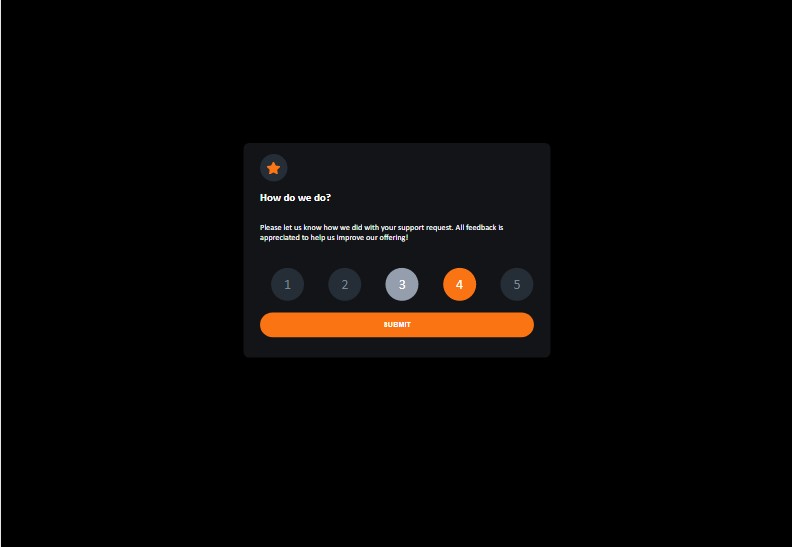 How do we do?
Please let us know how we did with your support request. All feedback is
appreciated to help us improve our offering!
1 2 3 4 5
SUBMIT